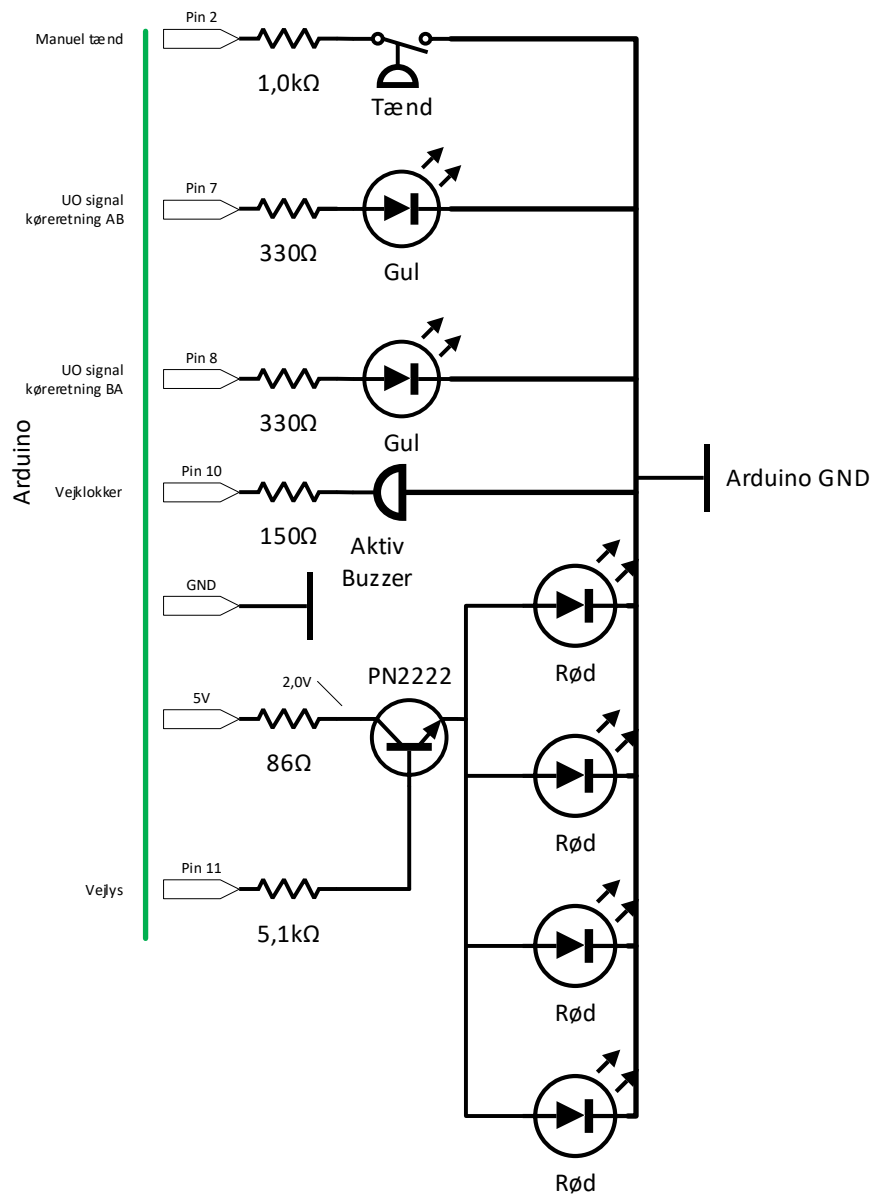 Pin 2
Manuel tænd
1,0kΩ
Tænd
Pin 7
UO signal
køreretning AB
330Ω
Gul
Pin 8
UO signal
køreretning BA
330Ω
Gul
Arduino
Pin 10
Vejklokker
150Ω
Aktiv
Buzzer
Arduino GND
GND
Rød
PN2222
2,0V
5V
86Ω
Rød
Pin 11
Vejlys
5,1kΩ
Rød
Rød